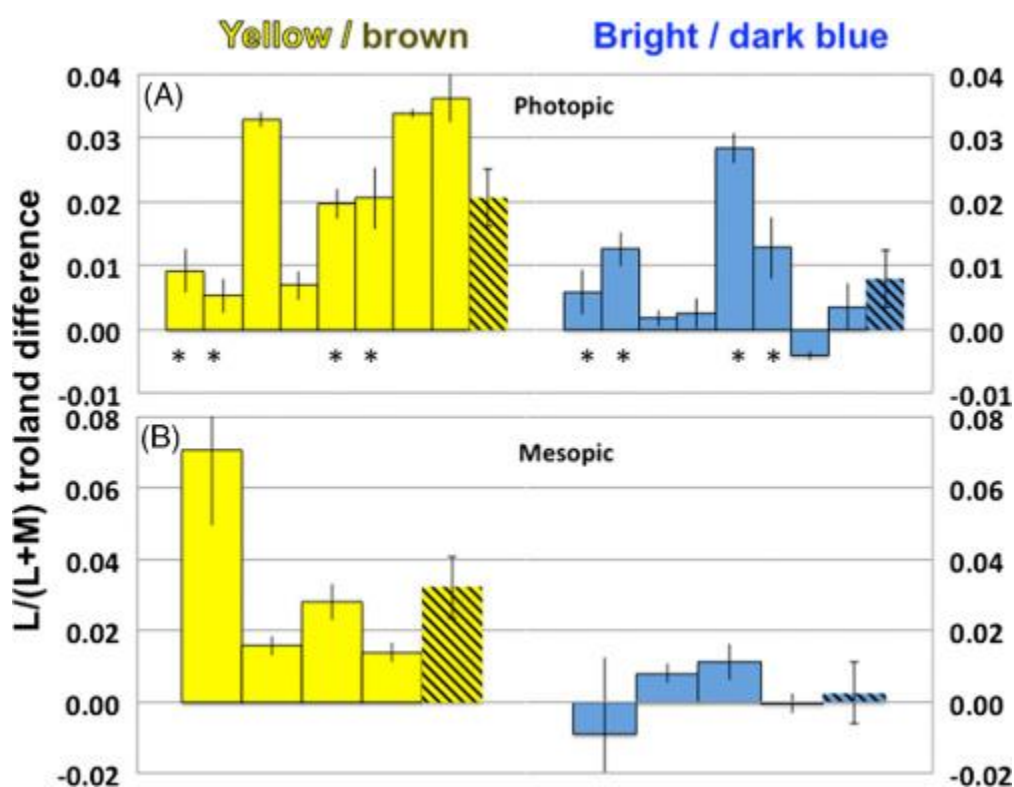 Yellow / brown
Bright / dark blue
(A)
Photopic
0.04
0.03
0.02
0.01
0.00
-0.01
0.04
0.03
0.02
0.01
0.00
-0.01
* * * *
* * * *
L/(L+M) troland difference
(B)
Mesopic
0.08
0.06
0.04
0.02
0.00
-0.02
0.08
0.06
0.04
0.02
0.00
-0.02